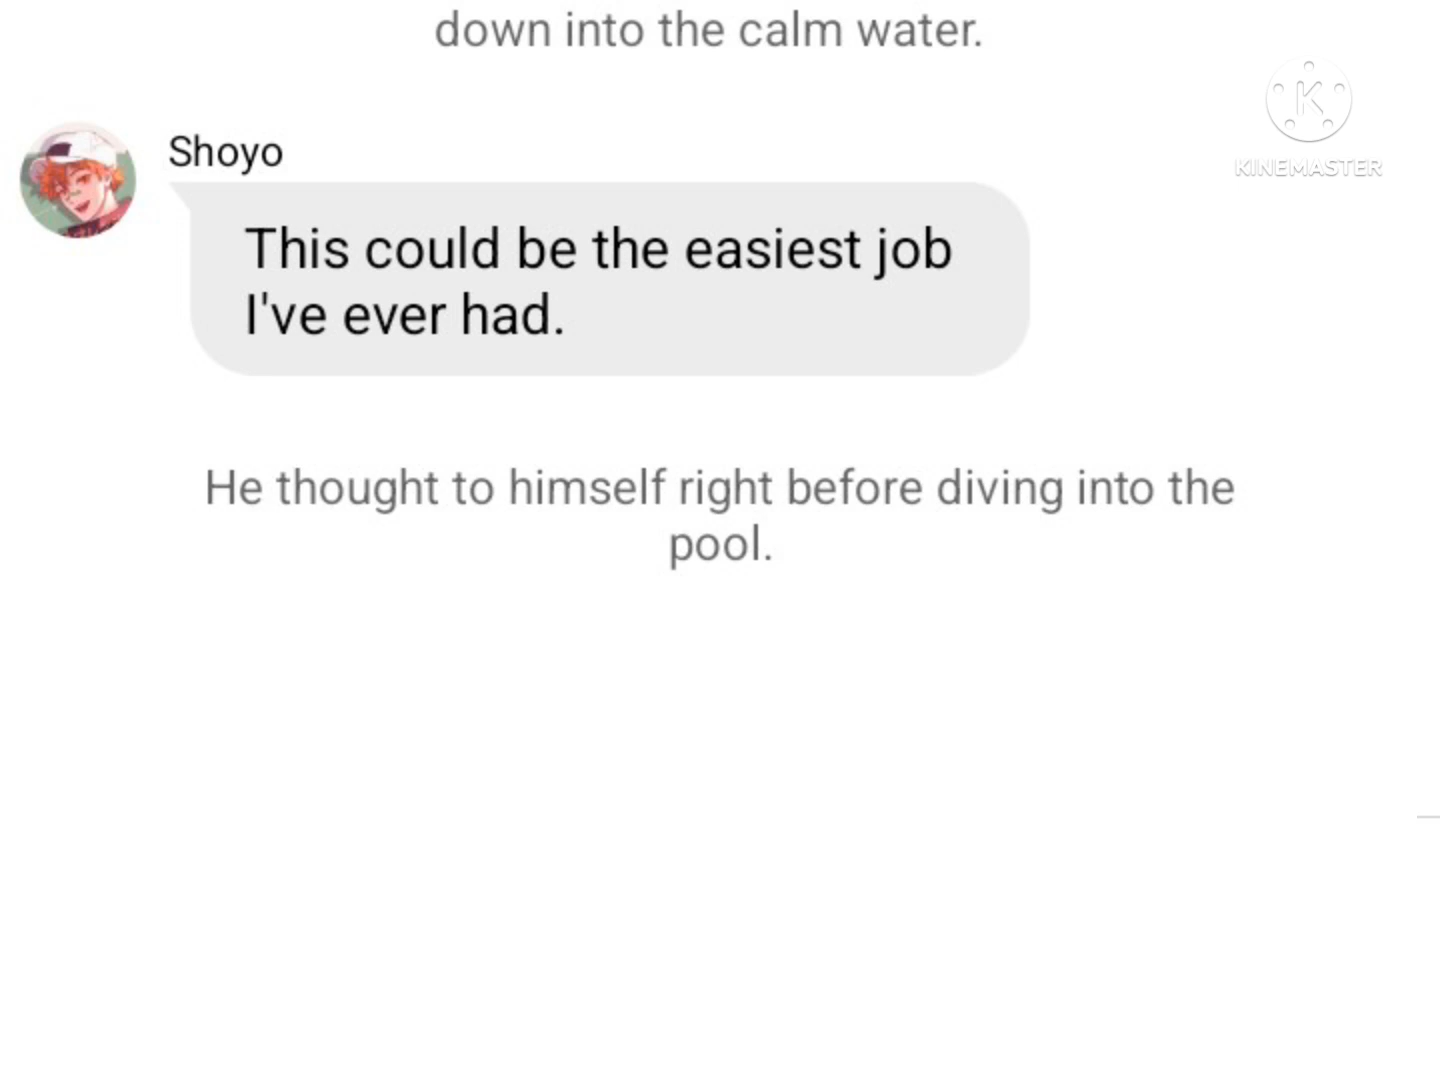 down into the calm water.
Shoyo
This could be the easiest job
I've ever had.
He thought to himself right before diving into the
pool.
K
KINEMASTER